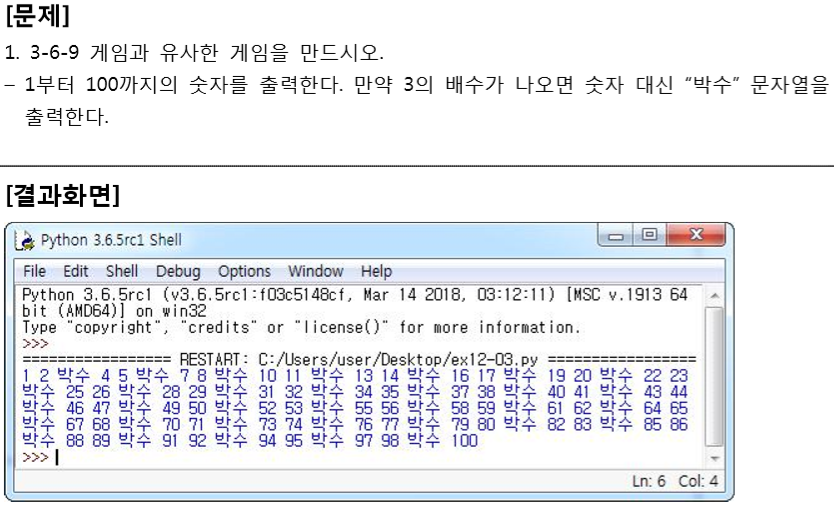 [문제]
1. 3-6-9 게임과 유사한 게임을 만드시오.
– 1부터 100까지의 숫자를 출력한다. 만약 3의 배수가 나오면 숫자 대신 “박수” 문자열을
출력한다.
[결과화면]
Python 3.6.5rc1 Shell
File Edit Shell Debug Options Window Help
Python 3.6.5rc1 (v3.6.5rc1:f03c5148cf, Mar 14 2018, 03:12:11) [MSC v.1913 64
bit (AMD64)] on win32
Type "copyright", "credits" or "license()" for more information.
>>>
================= RESTART: C:/Users/user/Desktop/ex12-03.py =================
1 2 박수 4 5 박수 7 8 박수 10 11 박수 13 14 박수 16 17 박수 19 20 박수 22 23
박수 25 26 박수 28 29 박수 31 32 박수 34 35 박수 37 38 박수 40 41 박수 43 44
박수 46 47 박수 49 50 박수 52 53 박수 55 56 박수 58 59 박수 61 62 박수 64 65
박수 67 68 박수 70 71 박수 73 74 박수 76 77 박수 79 80 박수 82 83 박수 85 86
박수 88 89 박수 91 92 박수 94 95 박수 97 98 박수 100
>>>
Ln: 6 Col: 4